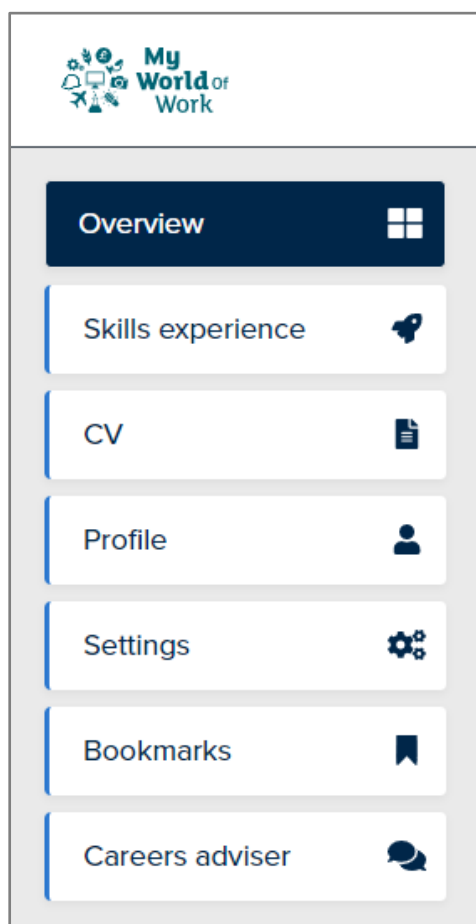 My
World Of
Work
Overview
Skills experience
CV
Profile
Settings
Bookmarks
Careers adviser